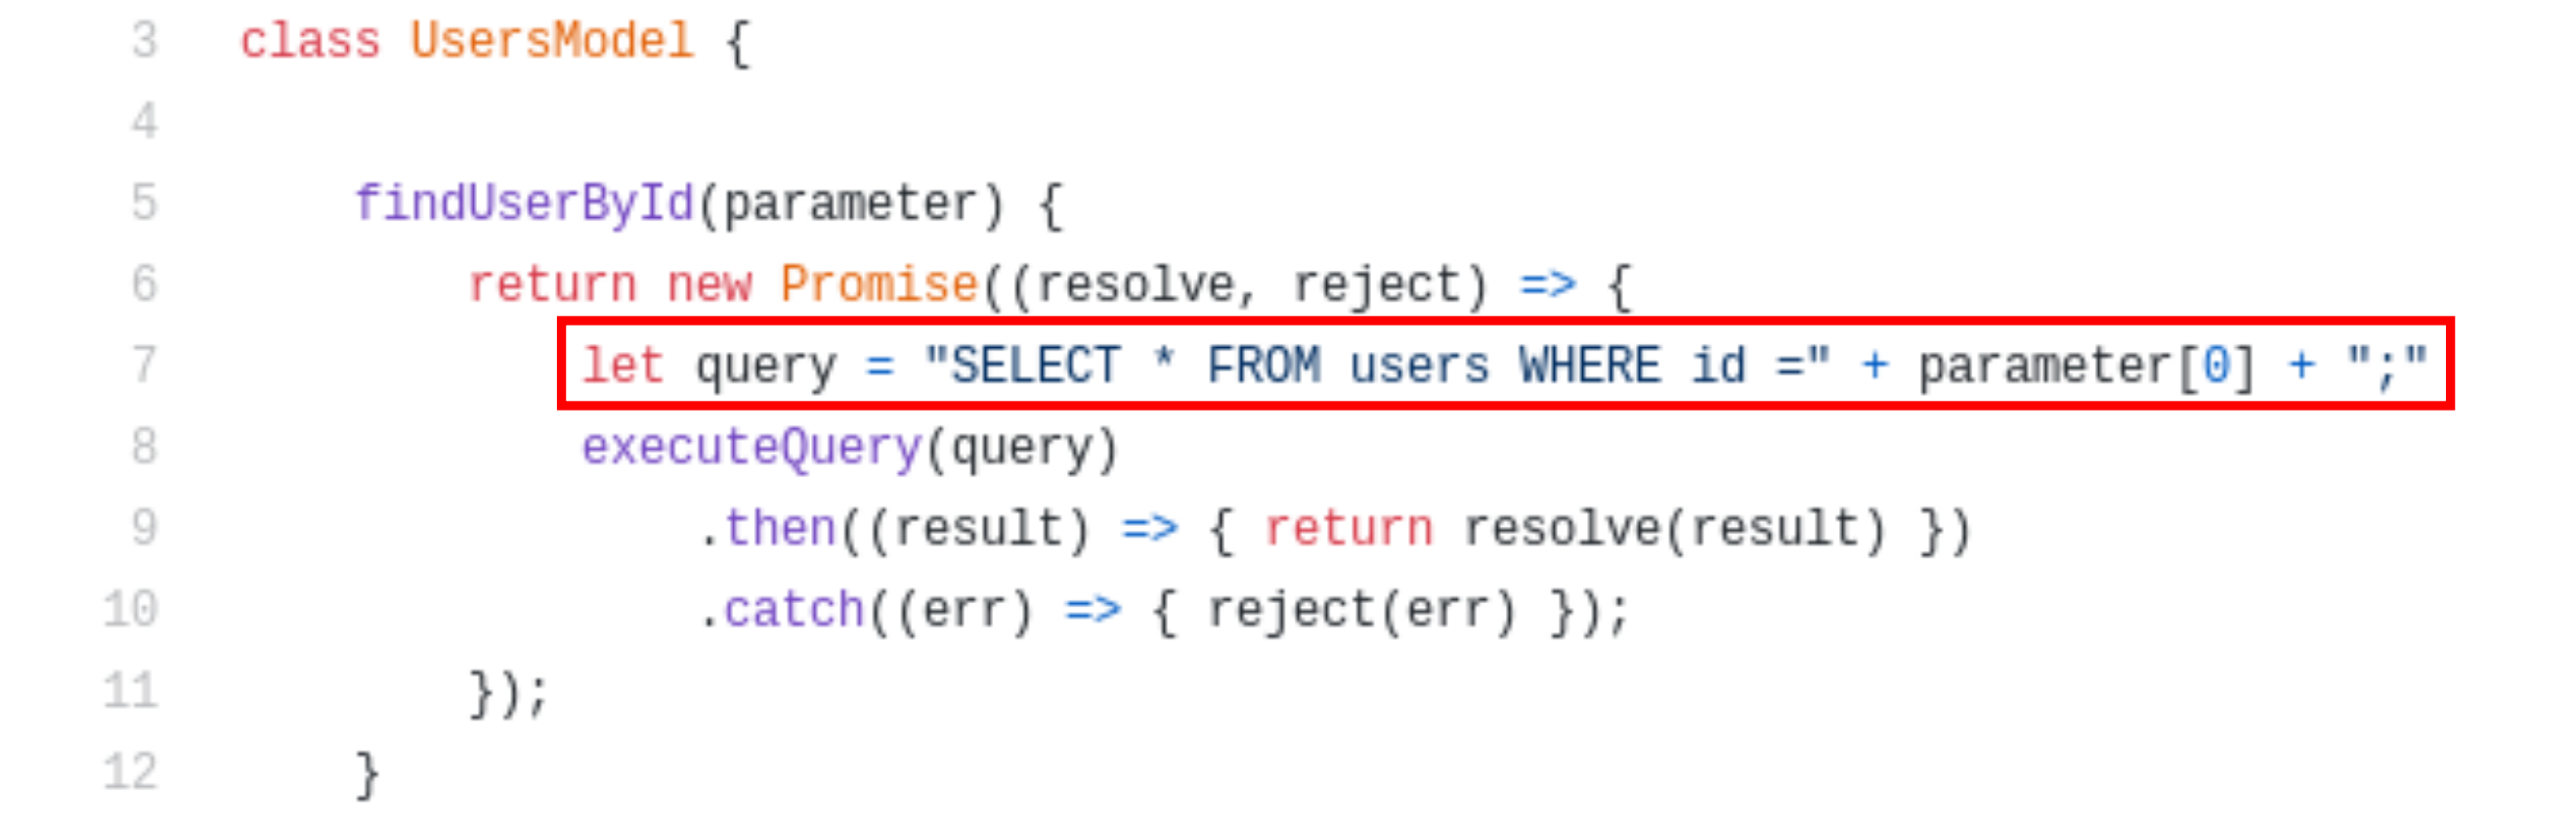 3 class UsersModel {
4
5 findUserById(parameter) {
6 return new Promise((resolve, reject) => {
7 let query = "SELECT * FROM users WHERE id =" + parameter[0] + ";"
8 executeQuery(query)
9 .then((result) => { return resolve(result) })
10 .catch((err) => { reject(err) });
11 });
12 }